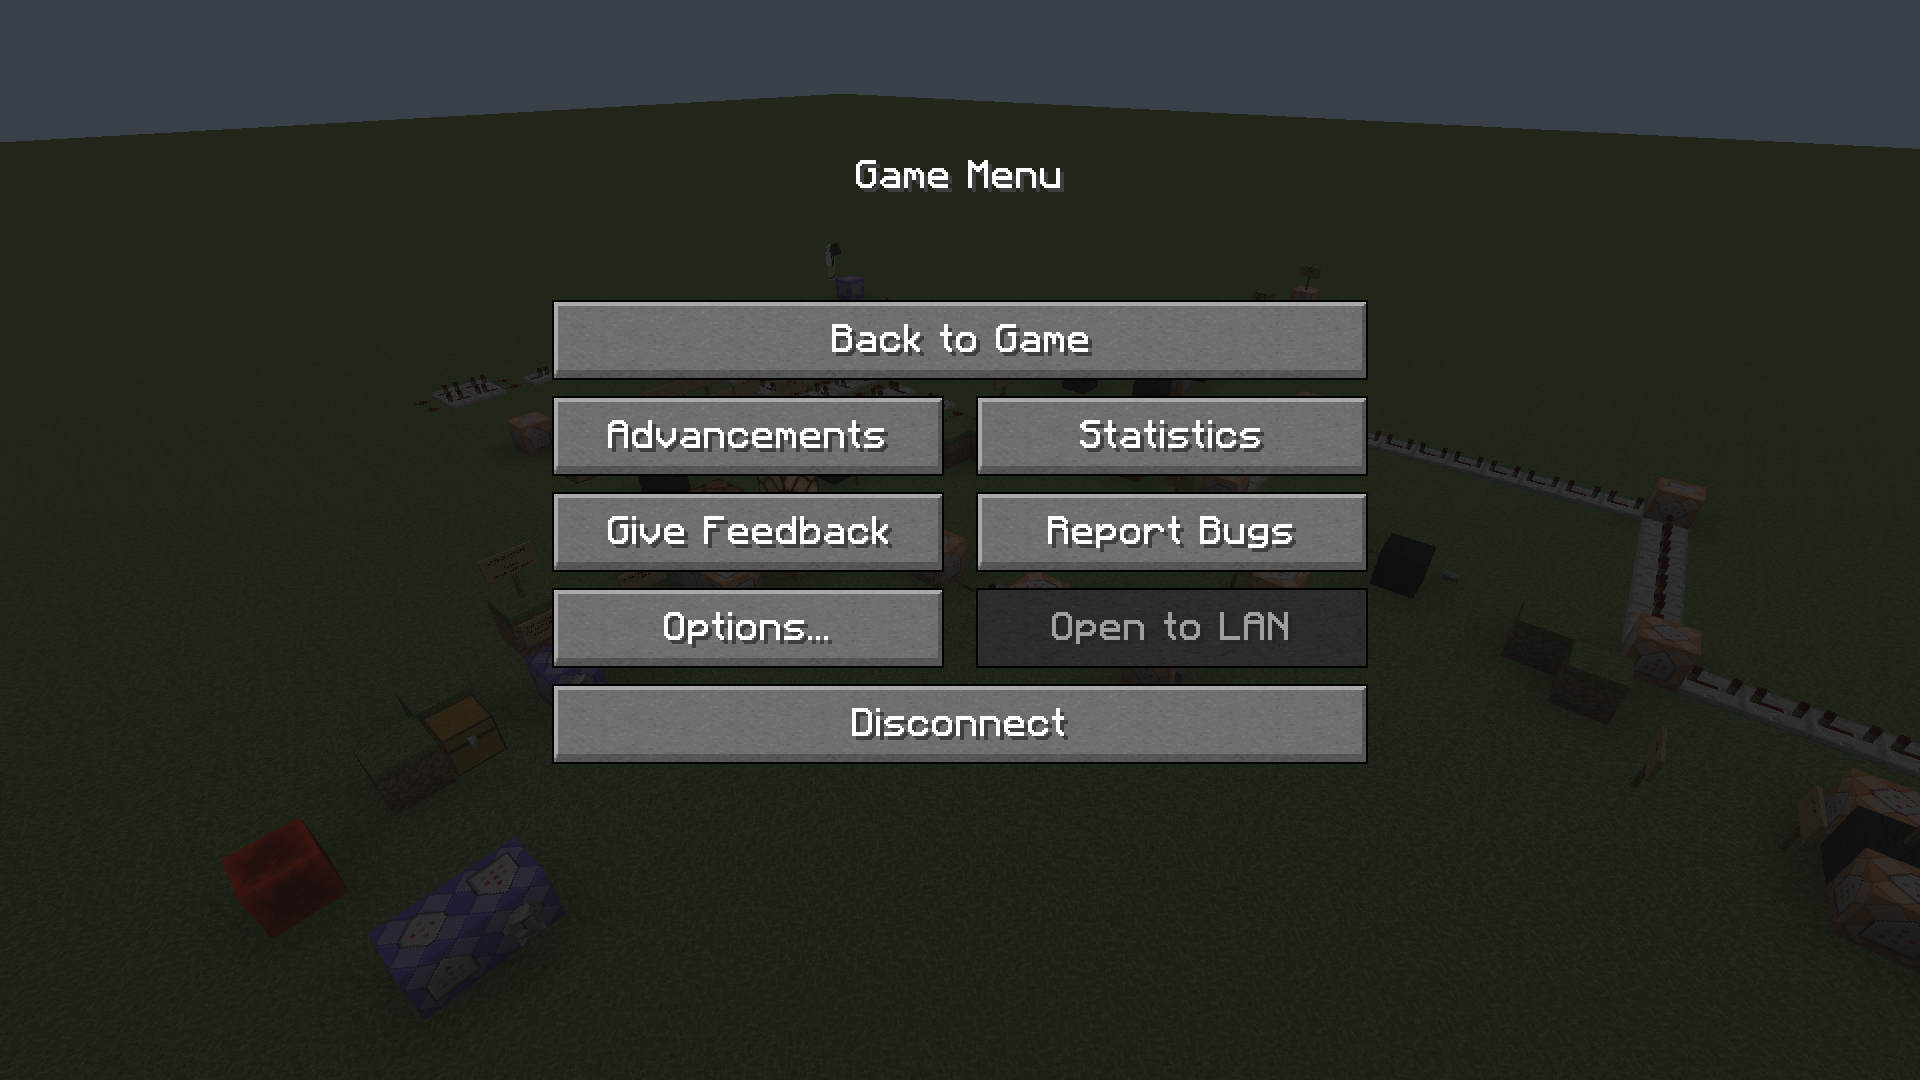 Game Menu
Back to Game
Advancements
Statistics
Give Feedback
Report Bugs
Options...
Open to LAN
Disconnect